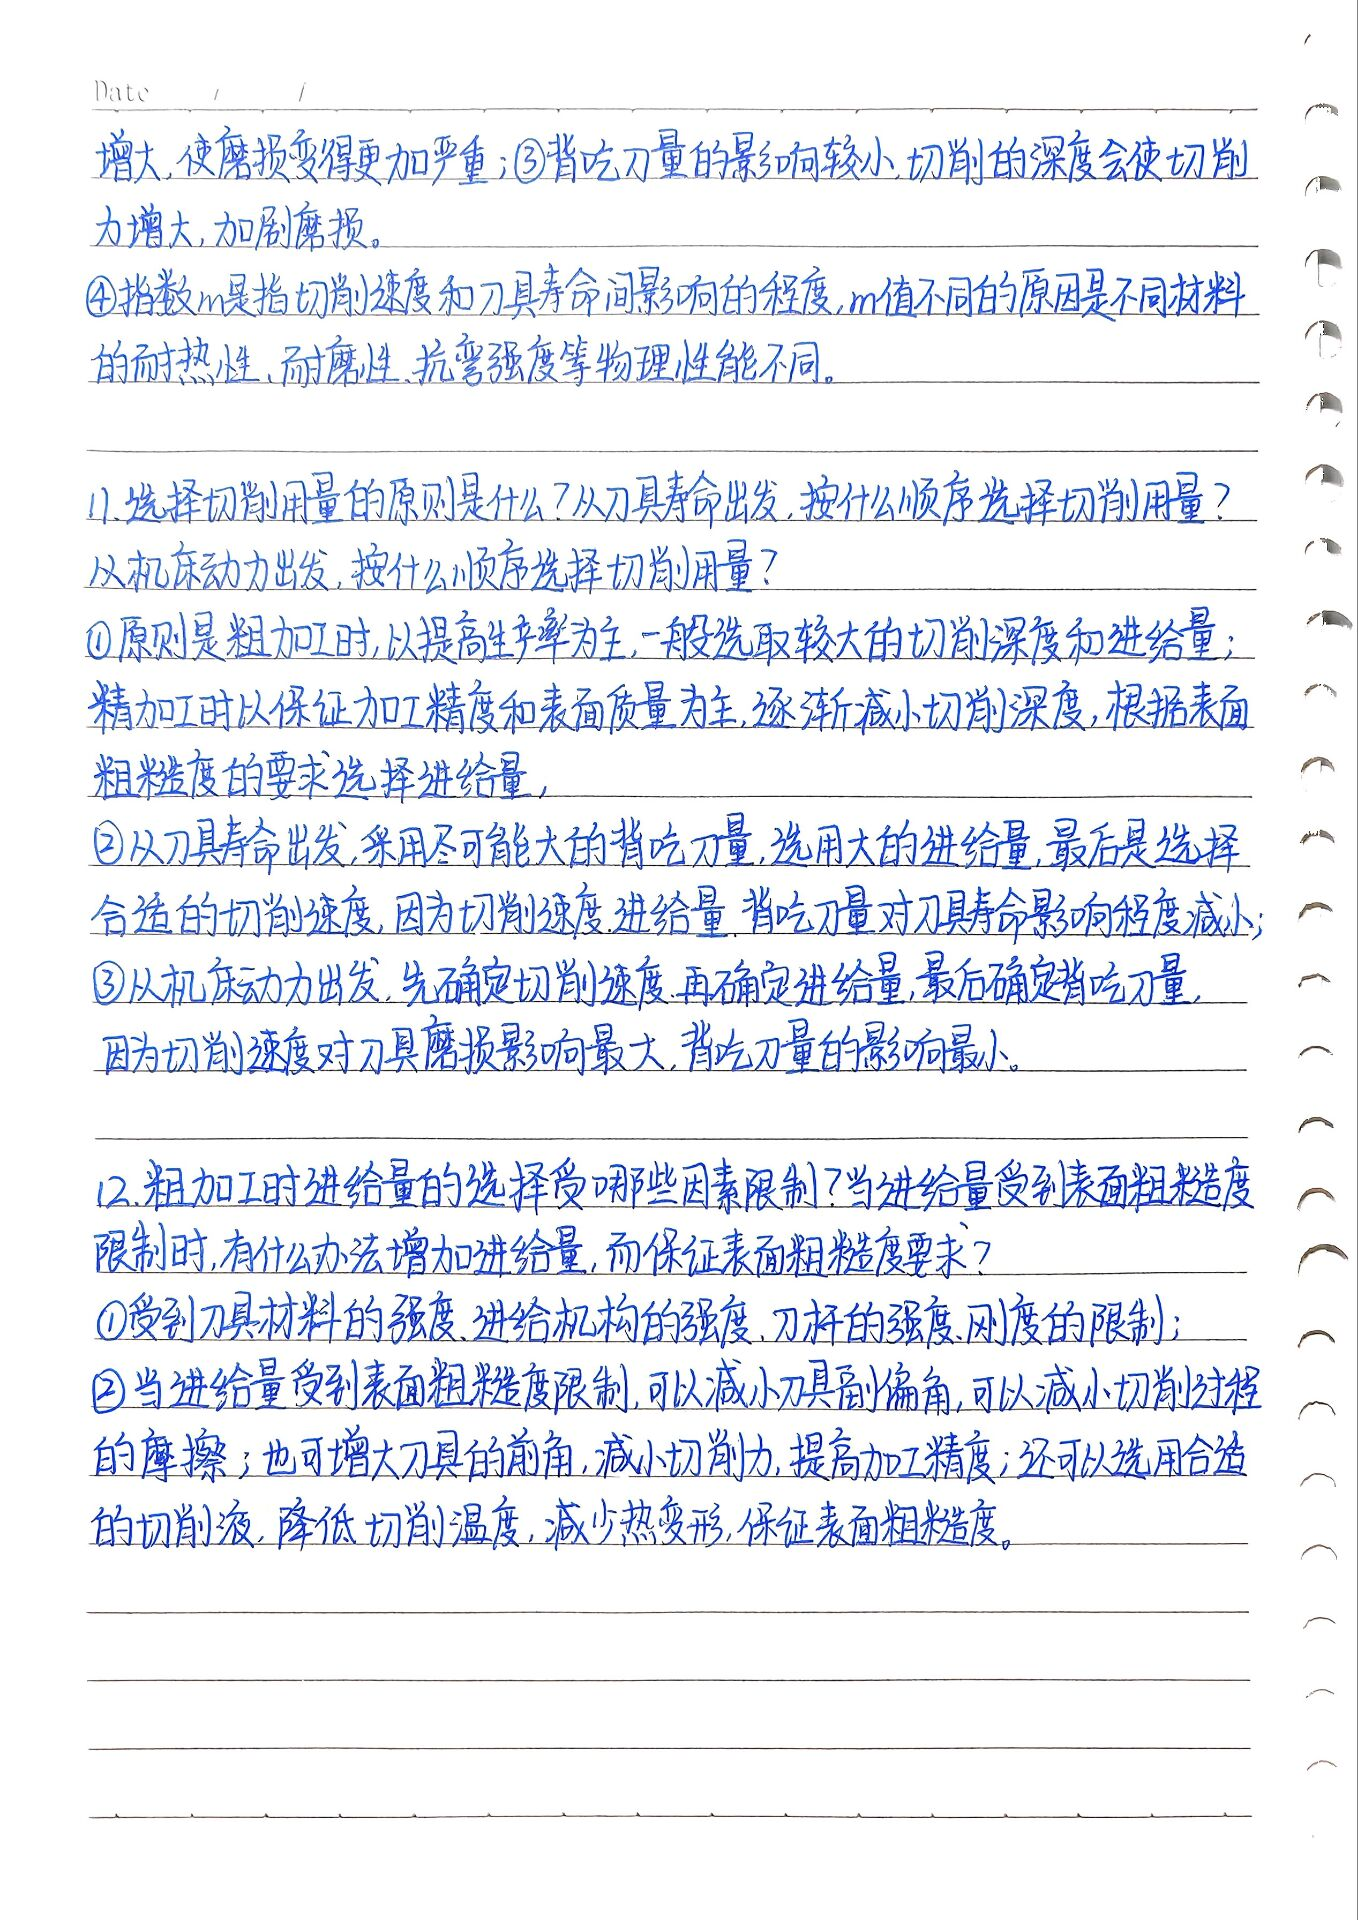 Date / /
增大,使磨损变得更加严重;③背吃刀量的影响较小,切削的深度会使切削
力增大,加剧磨损。
④指数m是指切削速度和刀具寿命间影响的程度,m值不同的原因是不同材料
的耐热性、耐磨性、抗弯强度等物理性能不同。
11.选择切削用量的原则是什么?从刀具寿命出发,按什么顺序选择切削用量?
从机床动力出发,按什么顺序选择切削用量?
①原则是粗加工时,以提高生产率为主,一般选取较大的切削深度和进给量;
精加工时以保证加工精度和表面质量为主,逐渐减小切削深度,根据表面
粗糙度的要求选择进给量,
②从刀具寿命出发,采用尽可能大的背吃刀量,选用大的进给量,最后是选择
合适的切削速度,因为切削速度、进给量、背吃刀量对刀具寿命影响程度减小;
③从机床动力出发,先确定切削速度,再确定进给量,最后确定背吃刀量,
因为切削速度对刀具磨损影响最大,背吃刀量的影响最小。
12.粗加工时进给量的选择受哪些因素限制?当进给量受到表面粗糙度
限制时,有什么办法增加进给量,而保证表面粗糙度要求?
①受到刀具材料的强度、进给机构的强度、刀杆的强度、刚度的限制;
②当进给量受到表面粗糙度限制,可以减小刀具副偏角,可以减小切削过程
的摩擦;也可增大刀具的前角,减小切削力,提高加工精度;还可以选用合适
的切削液,降低切削温度,减少热变形,保证表面粗糙度。